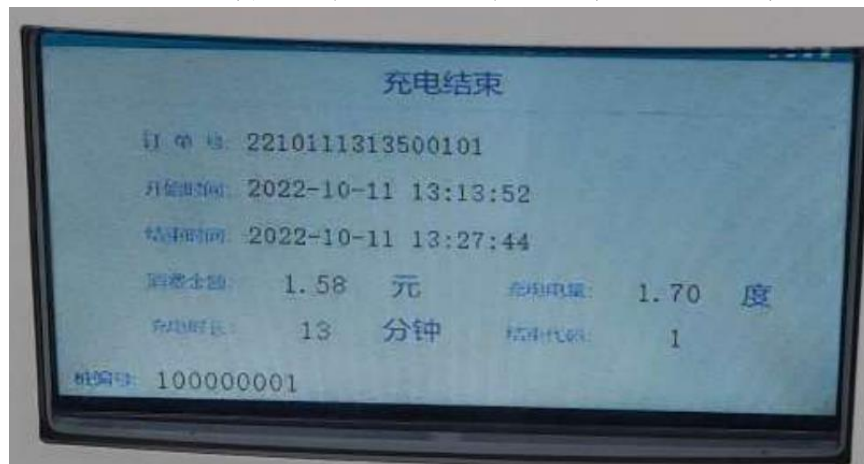 充电结束
订单号: 2210111313500101
开始时间: 2022-10-11 13:13:52
结束时间: 2022-10-11 13:27:44
消费金额: 1.58 元 充电电量: 1.70 度
充电时长: 13 分钟 结束代码: 1
桩编号: 100000001